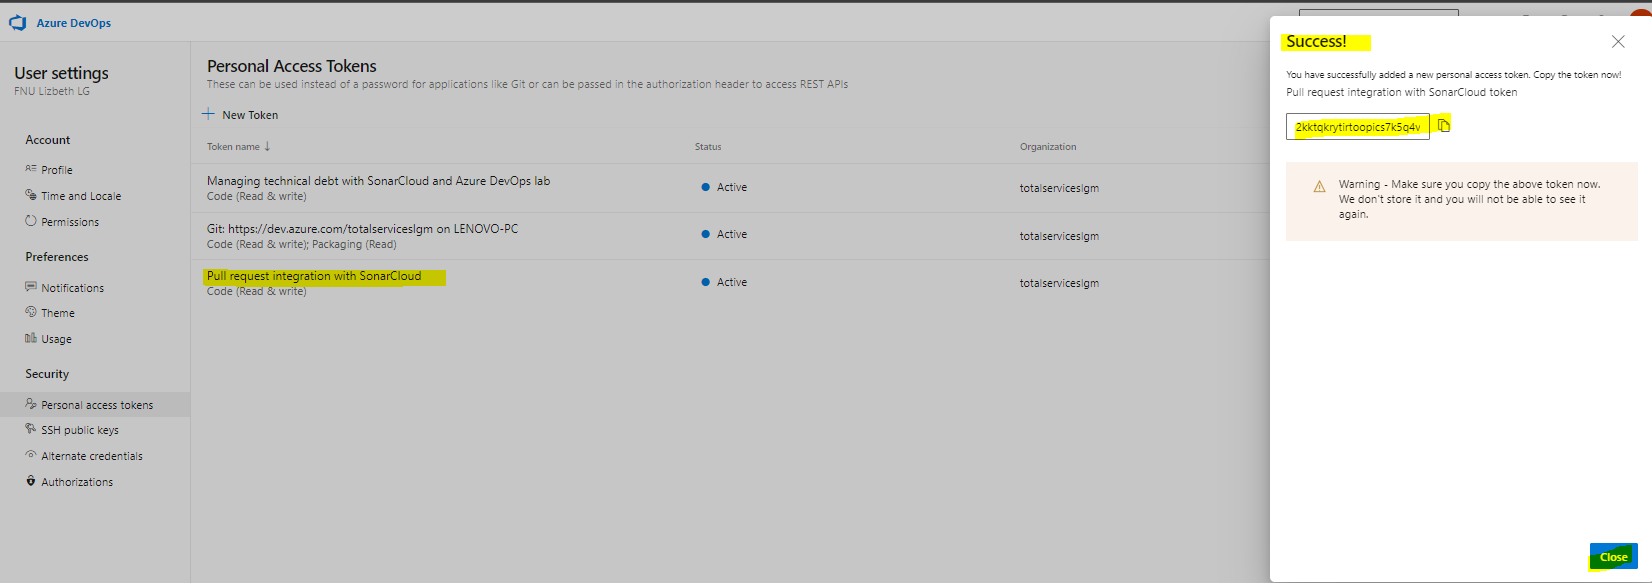 Azure DevOps
User settings
FNU Lizbeth LG
Account
Profile
Time and Locale
Permissions
Preferences
Notifications
Theme
Usage
Security
Personal access tokens
SSH public keys
Alternate credentials
Authorizations
Personal Access Tokens
These can be used instead of a password for applications like Git or can be passed in the authorization header to access REST APIs
New Token
Token name ↓ Status Organization
Managing technical debt with SonarCloud and Azure DevOps lab Active totalserviceslgm
Code (Read & write)
Git: https://dev.azure.com/totalserviceslgm on LENOVO-PC Active totalserviceslgm
Code (Read & write); Packaging (Read)
Pull request integration with SonarCloud Active totalserviceslgm
Code (Read & write)
Success!
You have successfully added a new personal access token. Copy the token now!
Pull request integration with SonarCloud token
2kktqkrytirtoopics7k5q4v
Warning - Make sure you copy the above token now.
We don't store it and you will not be able to see it
again.
Close